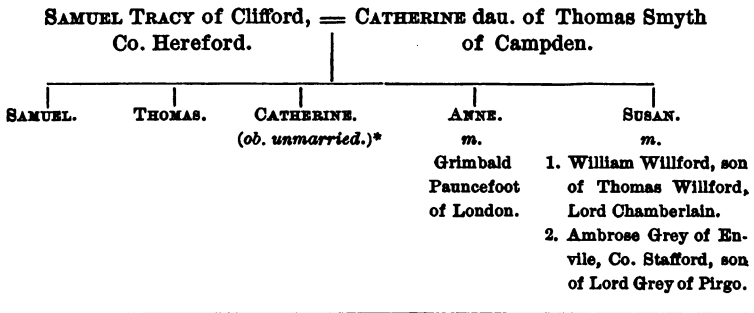 SAMUEL TRACY of Clifford, = CATHERINE dau. of Thomas Smyth
Co. Hereford. of Campden.
SAMUEL. THOMAS. CATHERINE. ANNE. SUSAN.
(ob. unmarried.)* m. m.
Grimbald
Pauncefoot
of London.
1. William Willford, son
of Thomas Willford,
Lord Chamberlain.
2. Ambrose Grey of En-
vile, Co. Stafford, son
of Lord Grey of Pirgo.